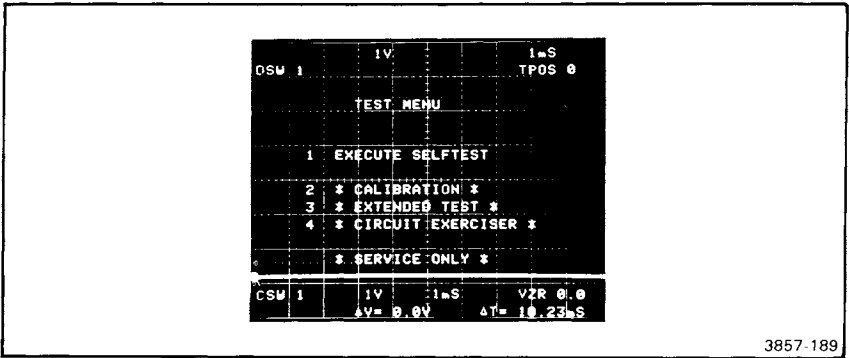 1V 1mS
DSW 1 TPOS 0
TEST MENU
1 EXECUTE SELFTEST
2 * CALIBRATION *
3 * EXTENDED TEST *
4 * CIRCUIT EXERCISER *
* SERVICE ONLY *
CSW 1 1V 1mS VZR 0.0
ΔV= 0.0V ΔT= 10.23mS
3857-189